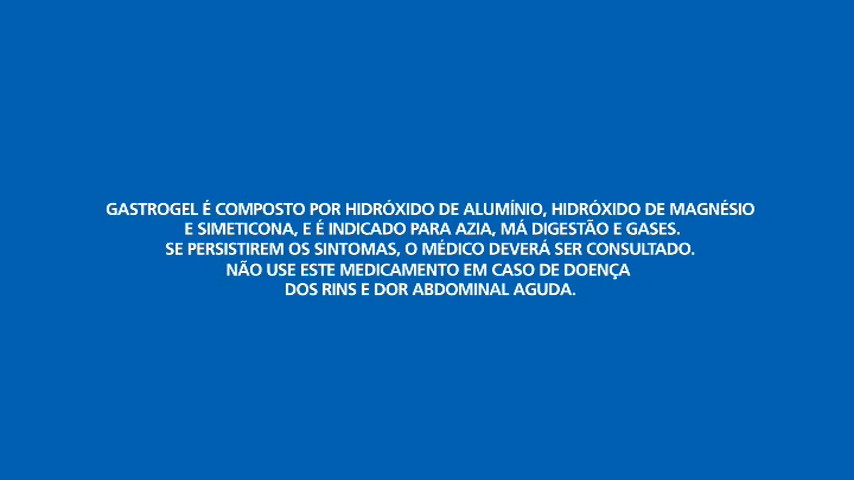 GASTROGEL É COMPOSTO POR HIDRÓXIDO DE ALUMÍNIO, HIDRÓXIDO DE MAGNÉSIO
E SIMETICONA, E É INDICADO PARA AZIA, MÁ DIGESTÃO E GASES.
SE PERSISTIREM OS SINTOMAS, O MÉDICO DEVERÁ SER CONSULTADO.
NÃO USE ESTE MEDICAMENTO EM CASO DE DOENÇA
DOS RINS E DOR ABDOMINAL AGUDA.